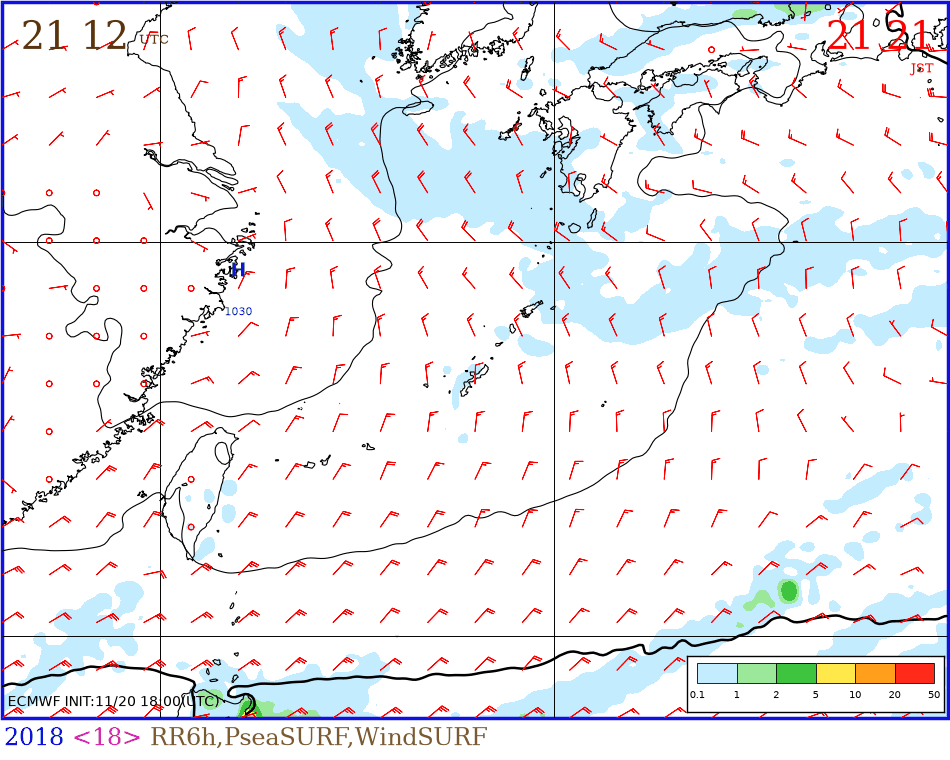 21 12 UTC
21 21
JST
H
1030
0.1 1 2 5 10 20 50
ECMWF INIT:11/20 18:00(UTC)
2018 <18> RR6h,PseaSURF,WindSURF